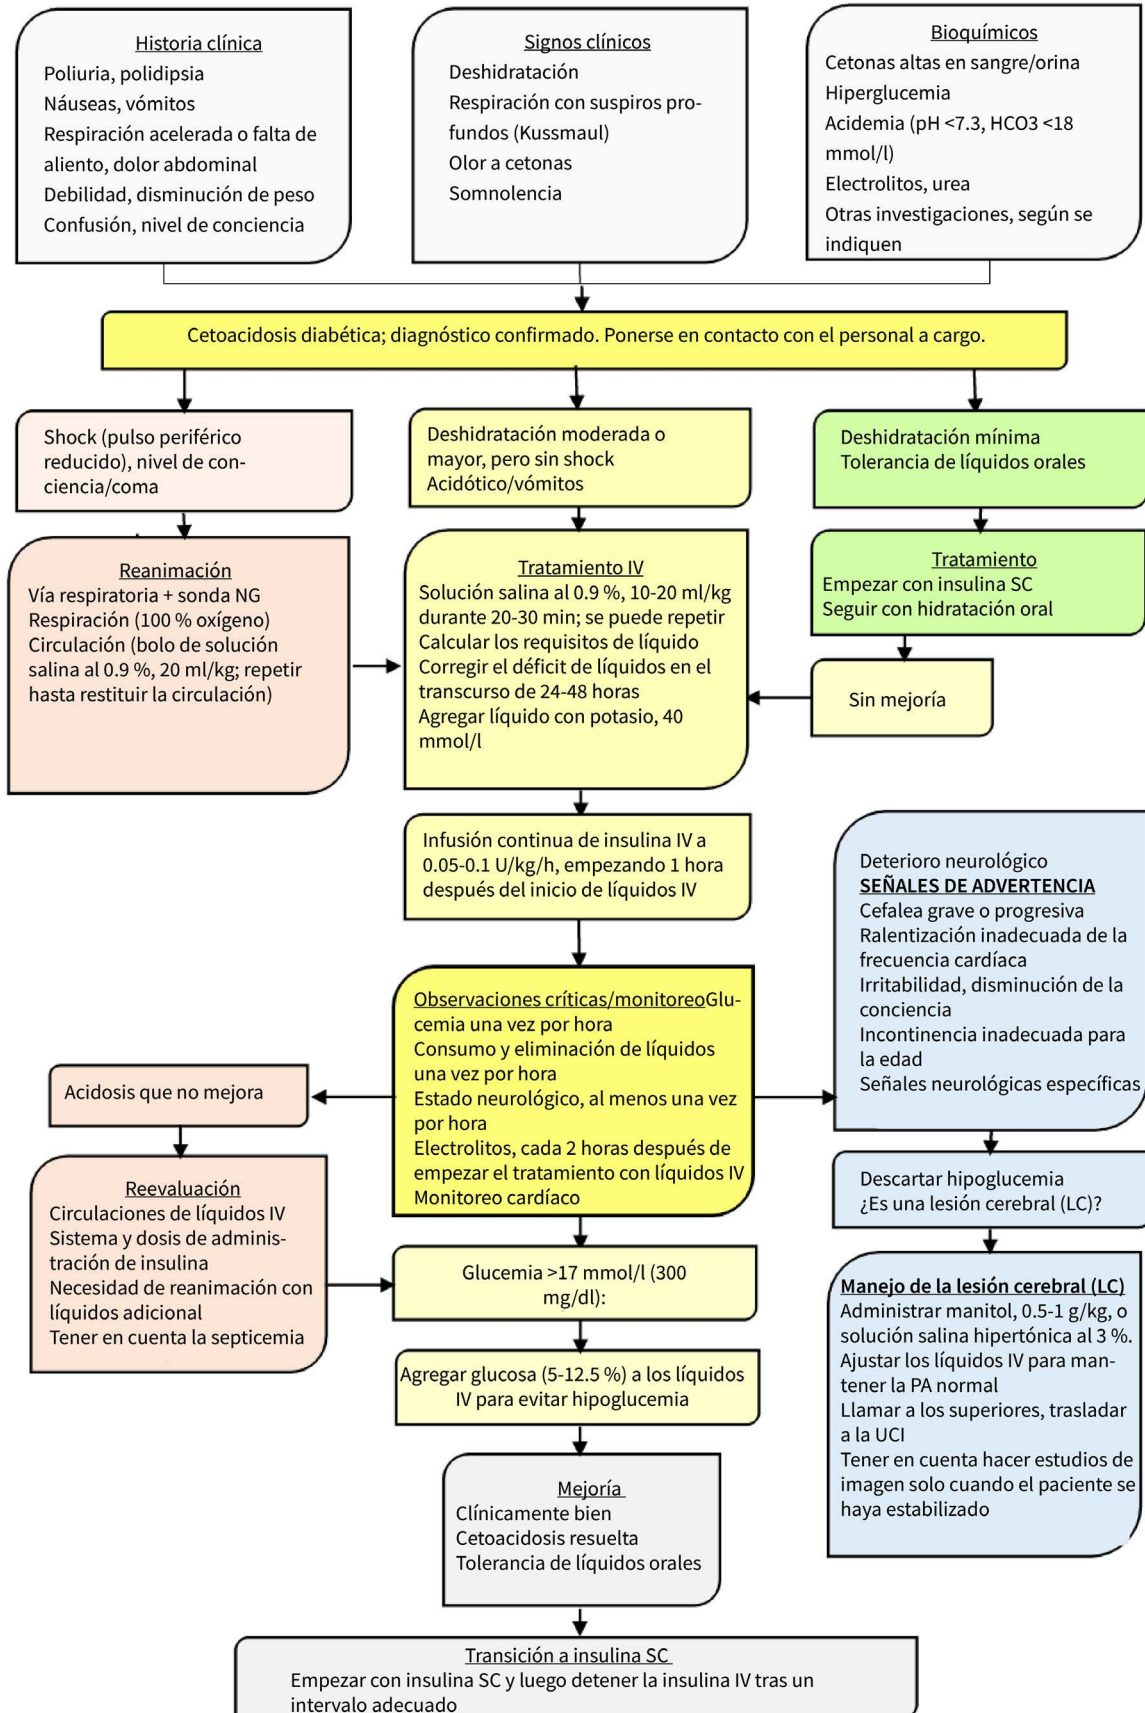 Historia clínica
Poliuria, polidipsia
Náuseas, vómitos
Respiración acelerada o falta de
aliento, dolor abdominal
Debilidad, disminución de peso
Confusión, nivel de conciencia
Signos clínicos
Deshidratación
Respiración con suspiros pro-
fundos (Kussmaul)
Olor a cetonas
Somnolencia
Bioquímicos
Cetonas altas en sangre/orina
Hiperglucemia
Acidemia (pH <7.3, HCO3 <18
mmol/l)
Electrolitos, urea
Otras investigaciones, según se
indiquen
Cetoacidosis diabética; diagnóstico confirmado. Ponerse en contacto con el personal a cargo.
Shock (pulso periférico
reducido), nivel de con-
ciencia/coma
Deshidratación moderada o
mayor, pero sin shock
Acidótico/vómitos
Deshidratación mínima
Tolerancia de líquidos orales
Reanimación
Vía respiratoria + sonda NG
Respiración (100 % oxígeno)
Circulación (bolo de solución
salina al 0.9 %, 20 ml/kg; repetir
hasta restituir la circulación)
Tratamiento IV
Solución salina al 0.9 %, 10-20 ml/kg
durante 20-30 min; se puede repetir
Calcular los requisitos de líquido
Corregir el déficit de líquidos en el
transcurso de 24-48 horas
Agregar líquido con potasio, 40
mmol/l
Tratamiento
Empezar con insulina SC
Seguir con hidratación oral
Sin mejoría
Infusión continua de insulina IV a
0.05-0.1 U/kg/h, empezando 1 hora
después del inicio de líquidos IV
Deterioro neurológico
SEÑALES DE ADVERTENCIA
Cefalea grave o progresiva
Ralentización inadecuada de la
frecuencia cardíaca
Irritabilidad, disminución de la
conciencia
Incontinencia inadecuada para
la edad
Señales neurológicas específicas
Observaciones críticas/monitoreoGlu-
cemia una vez por hora
Consumo y eliminación de líquidos
una vez por hora
Estado neurológico, al menos una vez
por hora
Electrolitos, cada 2 horas después de
empezar el tratamiento con líquidos IV
Monitoreo cardíaco
Acidosis que no mejora
Reevaluación
Circulaciones de líquidos IV
Sistema y dosis de adminis-
tración de insulina
Necesidad de reanimación con
líquidos adicional
Tener en cuenta la septicemia
Descartar hipoglucemia
¿Es una lesión cerebral (LC)?
Glucemia >17 mmol/l (300
mg/dl):
Manejo de la lesión cerebral (LC)
Administrar manitol, 0.5-1 g/kg, o
solución salina hipertónica al 3 %.
Ajustar los líquidos IV para man-
tener la PA normal
Llamar a los superiores, trasladar
a la UCI
Tener en cuenta hacer estudios de
imagen solo cuando el paciente se
haya estabilizado
Agregar glucosa (5-12.5 %) a los líquidos
IV para evitar hipoglucemia
Mejoría
Clínicamente bien
Cetoacidosis resuelta
Tolerancia de líquidos orales
Transición a insulina SC
Empezar con insulina SC y luego detener la insulina IV tras un
intervalo adecuado